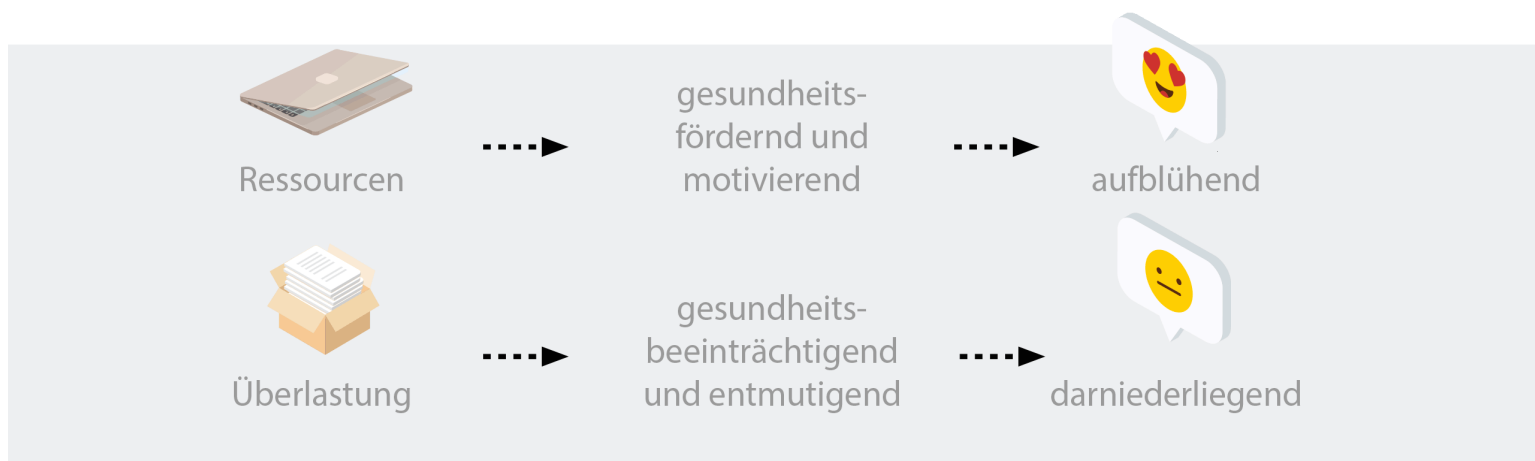 gesundheits-
fördernd und
motivierend
Ressourcen
aufblühend
gesundheits-
beeinträchtigend
und entmutigend
Überlastung
darniederliegend